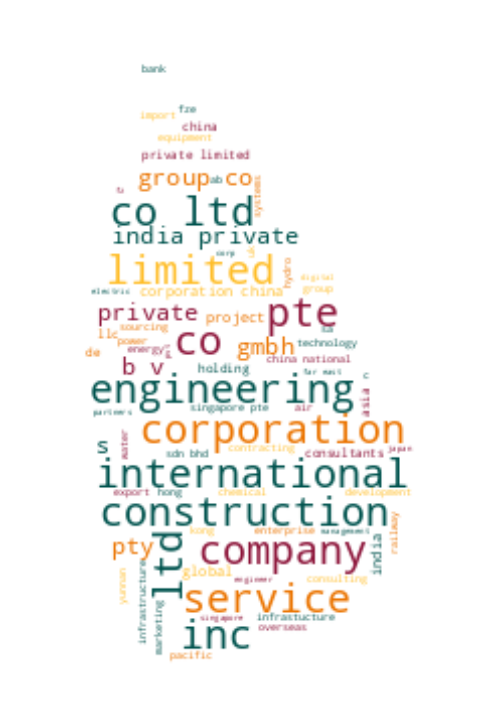 bank
fze
import
china
equipment
private limited
group co
ab
systems
co ltd
india private
corp
limited
hydro
digital
electric
corporation china
group
private
project
pte
sourcing
llc
power
co
gmbh
technology
de
energy
china national
b v
holding
far east
c
engineering
asia
partners
singapore pte
air
corporation
s
water
sdn bhd
contracting
consultants
japan
international
export
hong
chemical
development
construction
kong
enterprise
management
railway
pty
ltd
company
india
global
engineer
consulting
yunnan
infrastructure
service
marketing
singapore
infrastucture
inc
overseas
pacific